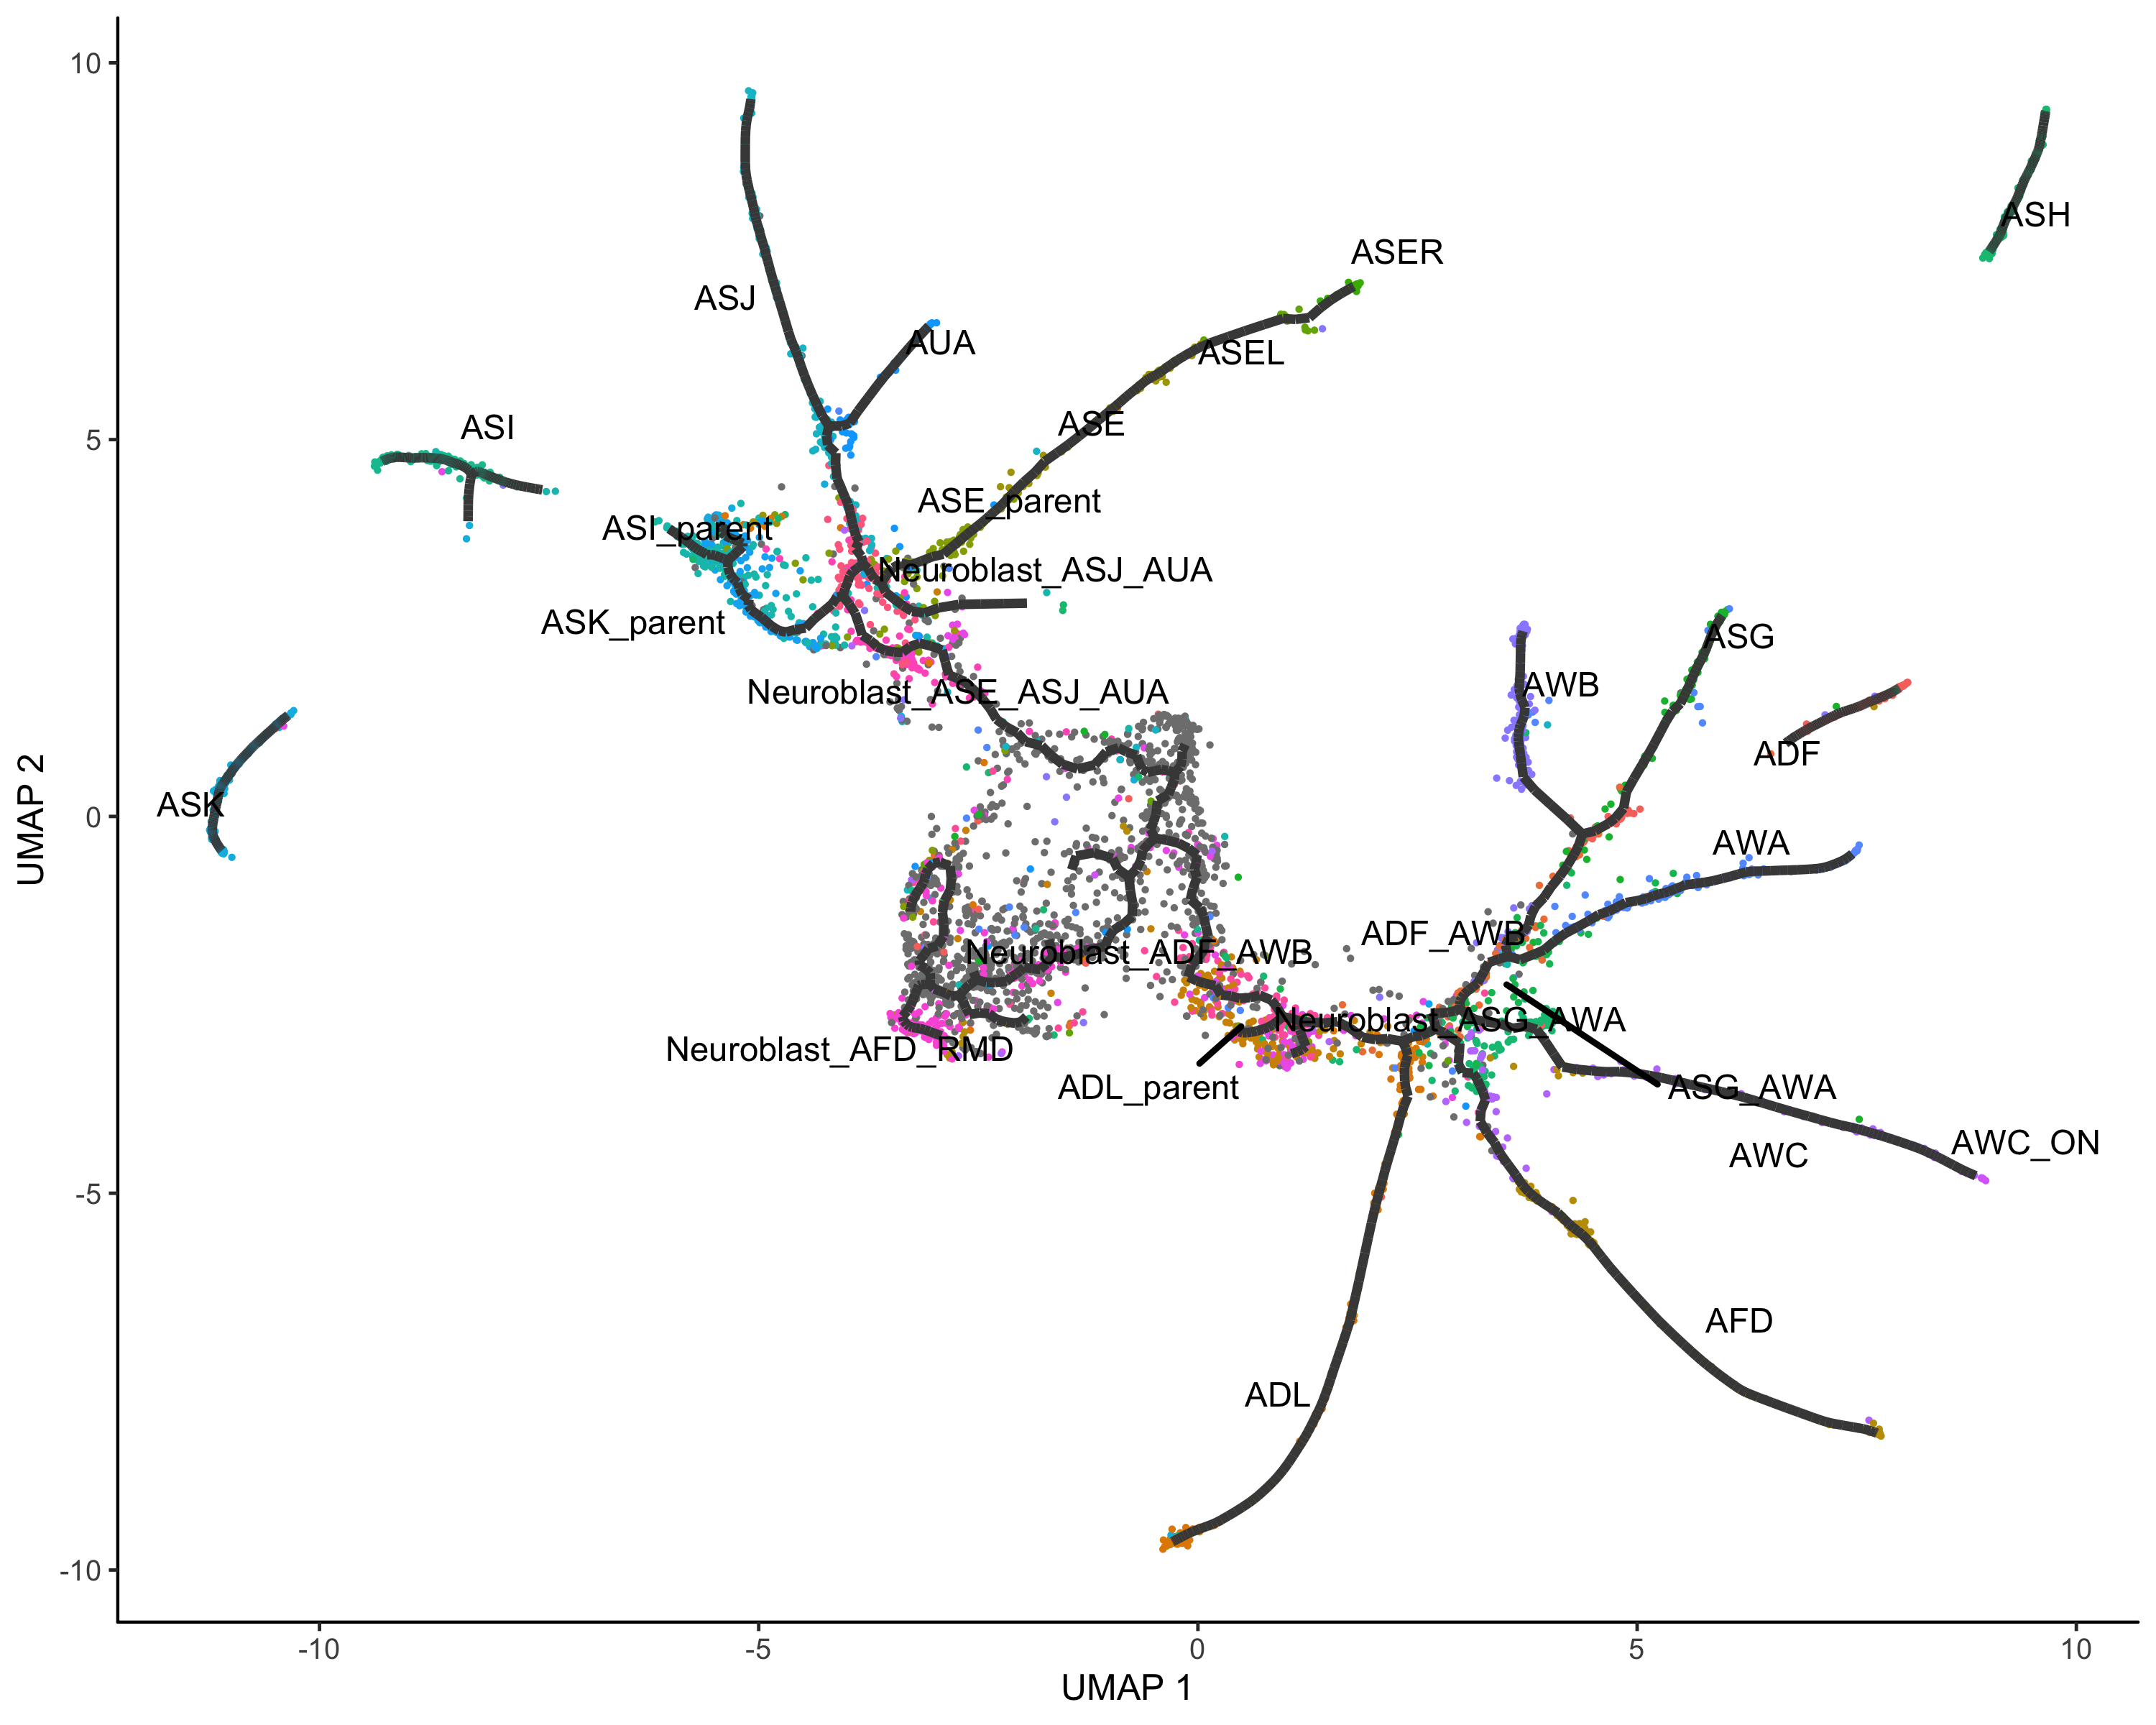 10
5
0
-5
-10
UMAP 2
ASH
ASER
ASJ
AUA
ASEL
ASI
ASE
ASE_parent
ASI_parent
Neuroblast_ASJ_AUA
ASK_parent
ASG
AWB
Neuroblast_ASE_ASJ_AUA
ADF
ASK
AWA
ADF_AWB
Neuroblast_ADF_AWB
Neuroblast_ASG_AWA
Neuroblast_AFD_RMD
ADL_parent
ASG_AWA
AWC_ON
AWC
AFD
ADL
-10
-5
0
5
10
UMAP 1